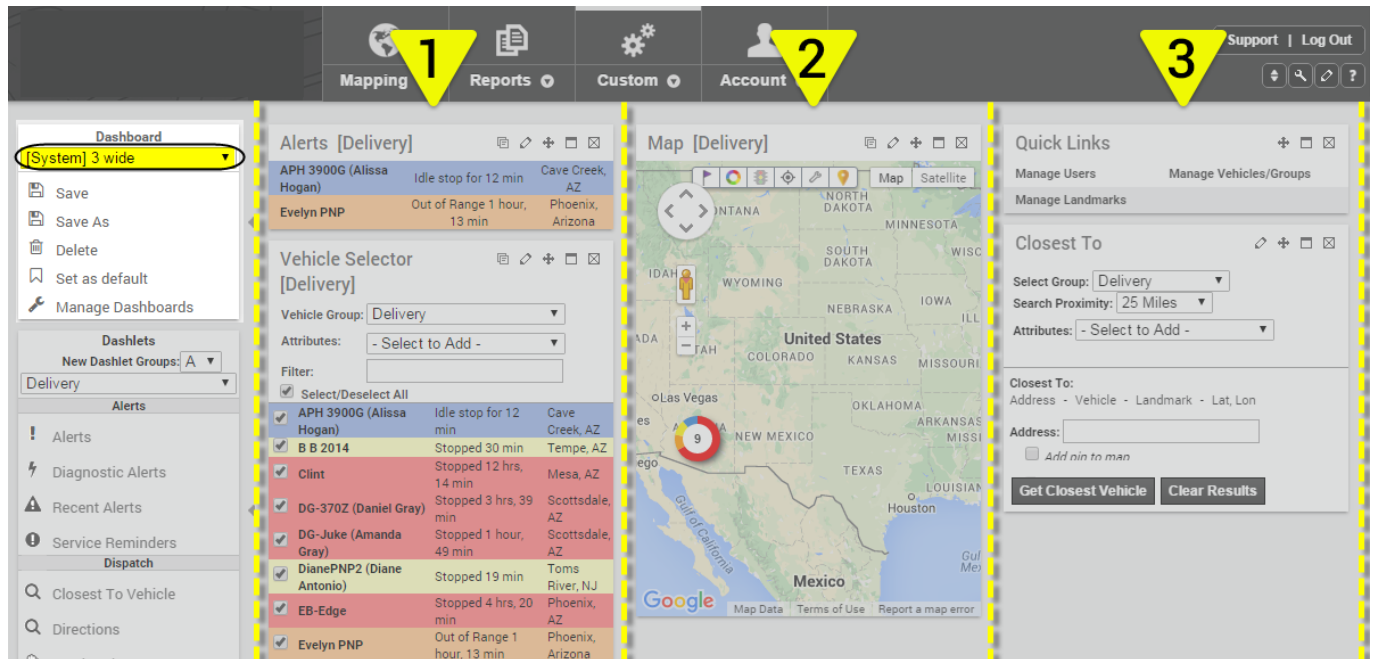 1
2
3
Mapping
Reports
Custom
Account
Support | Log Out
?
Dashboard
[System] 3 wide
Save
Save As
Delete
Set as default
Manage Dashboards
Dashlets
New Dashlet Groups: A
Delivery
Alerts
Alerts
Diagnostic Alerts
Recent Alerts
Service Reminders
Dispatch
Closest To Vehicle
Directions
Alerts [Delivery]
APH 3900G (Alissa
Hogan)
Idle stop for 12 min
Cave Creek,
AZ
Evelyn PNP
Out of Range 1 hour,
13 min
Phoenix,
Arizona
Vehicle Selector
[Delivery]
Vehicle Group: Delivery
Attributes: - Select to Add -
Filter:
Select/Deselect All
APH 3900G (Alissa
Hogan)
Idle stop for 12
min
Cave
Creek, AZ
B B 2014
Stopped 30 min
Tempe, AZ
Clint
Stopped 12 hrs,
14 min
Mesa, AZ
DG-370Z (Daniel Gray)
Stopped 3 hrs, 39
min
Scottsdale,
AZ
DG-Juke (Amanda
Gray)
Stopped 1 hour,
49 min
Scottsdale,
AZ
DianePNP2 (Diane
Antonio)
Stopped 19 min
Toms
River, NJ
EB-Edge
Stopped 4 hrs, 20
min
Phoenix,
AZ
Evelyn PNP
Out of Range 1
hour, 13 min
Phoenix,
Arizona
Map [Delivery]
Map
Satellite
ONTANA
NORTH
DAKOTA
MINNESOTA
SOUTH
DAKOTA
WISC
IDAH
WYOMING
IOWA
NEBRASKA
ILL
ADA
United States
TAH
COLORADO
KANSAS
MISSOURI
Las Vegas
OKLAHOMA
ARKANSAS
es
A
9
NA
NEW MEXICO
MISSI
ego
TEXAS
LOUISIAN
Houston
Gulf of
California
Gul
Me
Mexico
Google
Map Data
Terms of Use
Report a map error
Quick Links
Manage Users
Manage Vehicles/Groups
Manage Landmarks
Closest To
Select Group: Delivery
Search Proximity: 25 Miles
Attributes: - Select to Add -
Closest To:
Address - Vehicle - Landmark - Lat, Lon
Address:
Add pin to map
Get Closest Vehicle
Clear Results